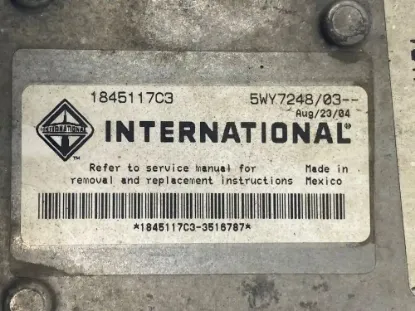 1845117C3 5WY7248/03--
Aug/23/04
INTERNATIONAL
INTERNATIONAL®
™
Refer to service manual for Made in
removal and replacement instructions Mexico
*1845117C3-3516787*